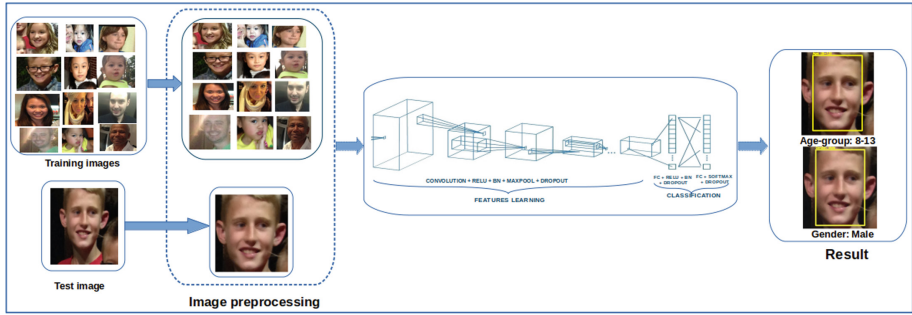 Training images
Test image
Image preprocessing
CONVOLUTION + RELU + BN + MAXPOOL + DROPOUT
FEATURES LEARNING
...
FC + RELU + BN
+ DROPOUT
FC + SOFTMAX
+ DROPOUT
CLASSIFICATION
Age-group: 8-13
Gender: Male
Result